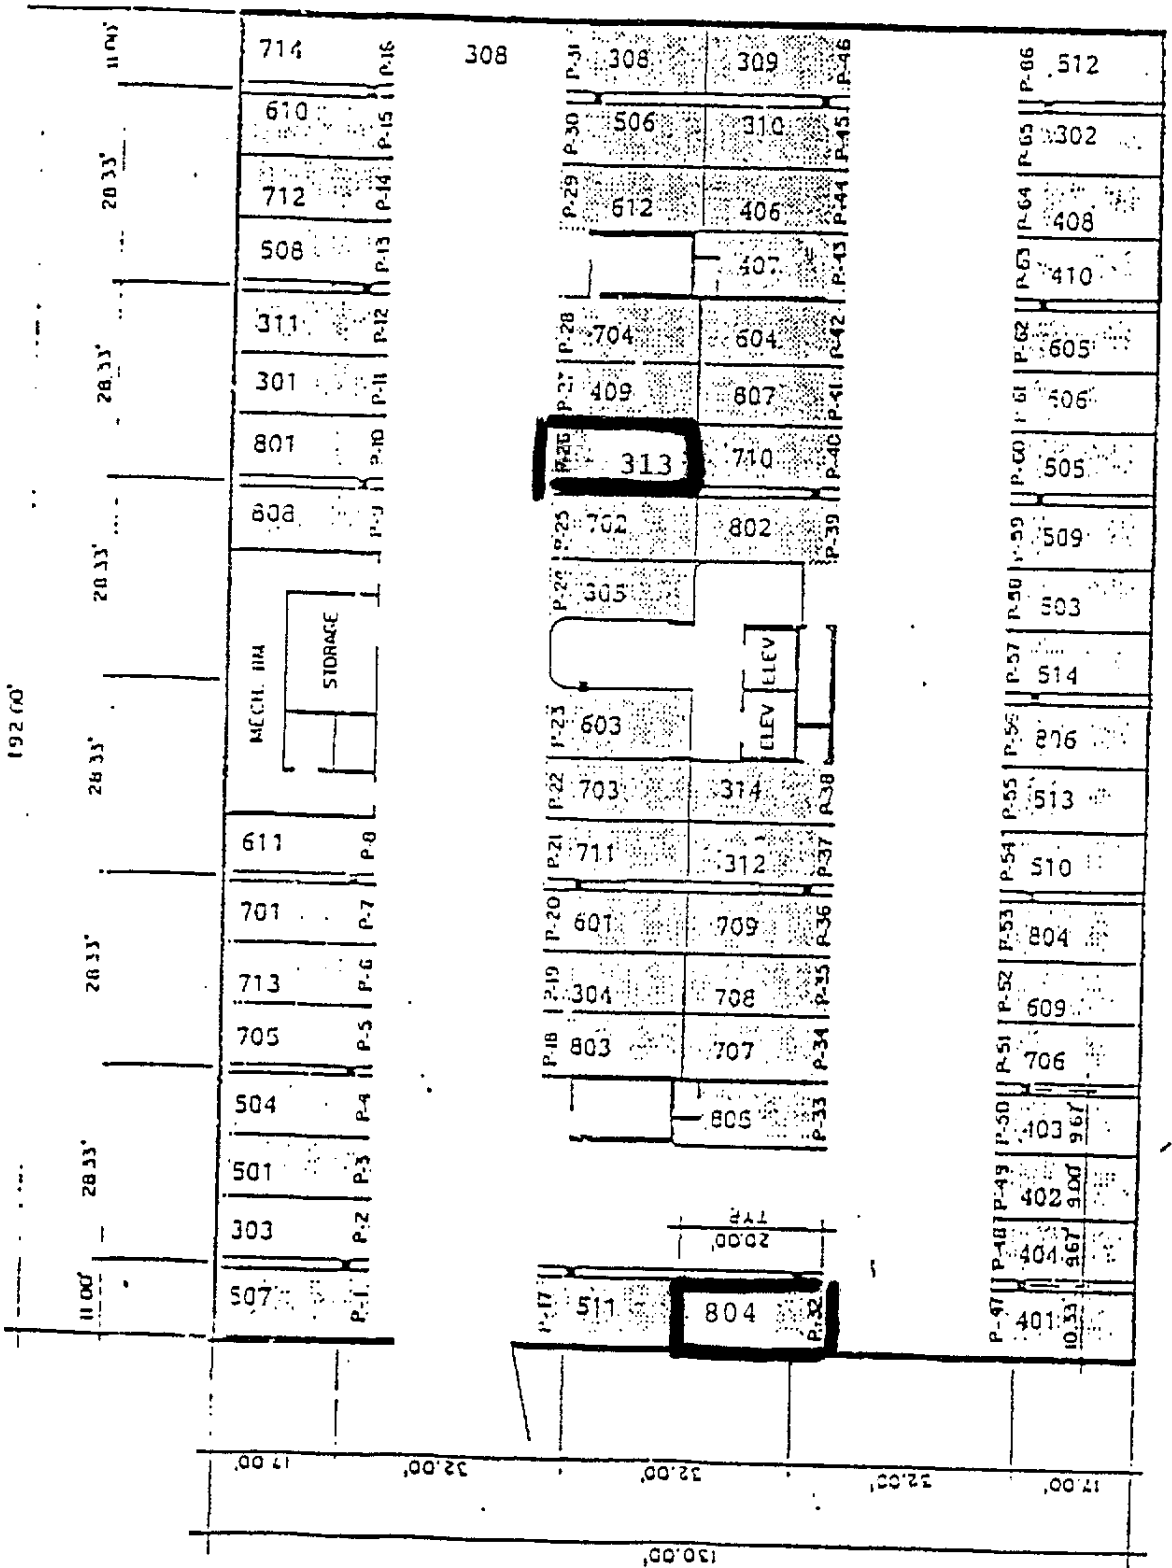 714 P-16 308 P-31 308 309 P-46 P-66 512
610 P-15 P-30 506 310 P-45 P-65 302
712 P-14 P-29 612 406 P-44 P-64 408
508 P-13 407 P-43 P-63 410
311 P-12 P-28 704 604 P-42 P-62 605
301 P-11 P-27 409 807 P-41 61 606
801 P-10 P-26 313 710 P-40 P-60 505
808 P-9 P-25 702 802 P-39 P-59 509
P-24 305 P-58 503
MECH. RM
STORAGE
ELEV ELEV
P-57 514
P-23 603 P-56 806
P-22 703 314 P-38 P-55 513
611 P-8 P-21 711 312 P-37 P-54 510
701 P-7 P-20 601 709 P-36 P-53 804
713 P-6 P-19 304 708 P-35 P-52 609
705 P-5 P-18 803 707 P-34 P-51 706
504 P-4 805 P-33 P-50 403 9.67'
501 P-3 P-49 402 9.00'
303 P-2 P-48 404 9.67'
20.00'
TYP
507 P-1 P-17 511 804 P-32 P-47 401 10.33'
11.00'
28.33'
28.33'
28.33'
28.33'
28.33'
28.33'
11.00'
192.00'
17.00'
32.00'
32.00'
32.00'
17.00'
130.00'